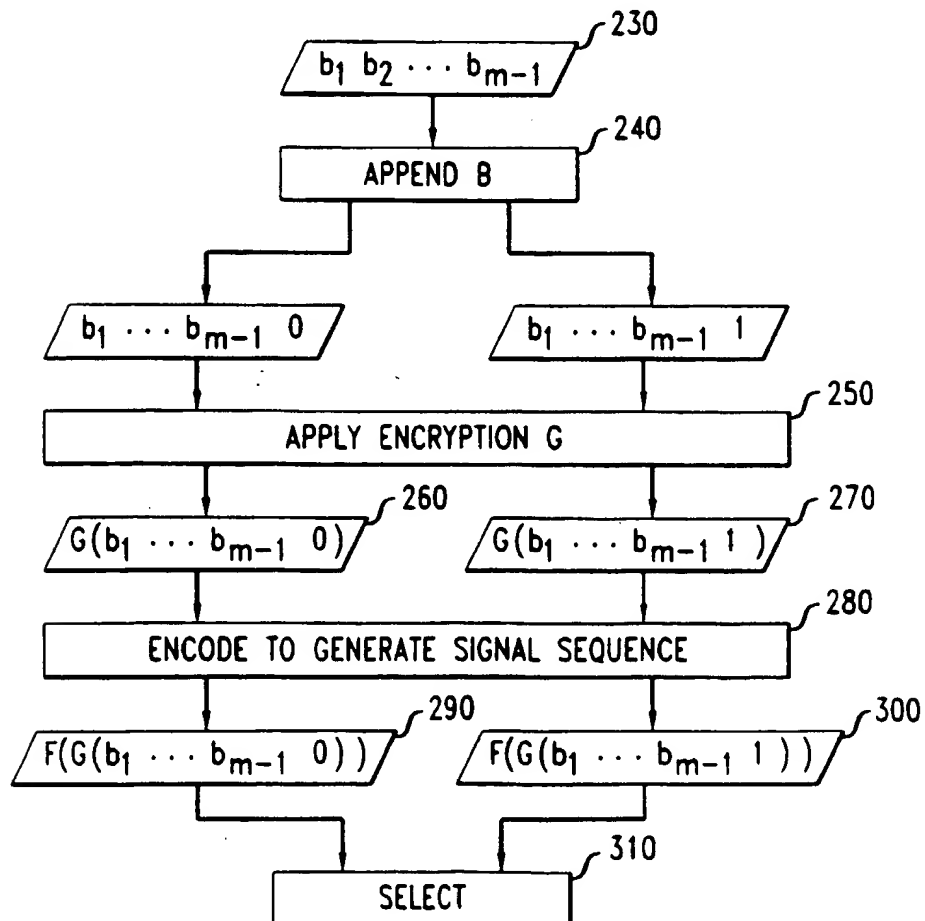 230
b₁ b₂ ··· bₘ₋₁
240
APPEND B
b₁ ··· bₘ₋₁ 0
b₁ ··· bₘ₋₁ 1
250
APPLY ENCRYPTION G
260
270
G(b₁ ··· bₘ₋₁ 0)
G(b₁ ··· bₘ₋₁ 1)
280
ENCODE TO GENERATE SIGNAL SEQUENCE
290
300
F(G(b₁ ··· bₘ₋₁ 0))
F(G(b₁ ··· bₘ₋₁ 1))
310
SELECT